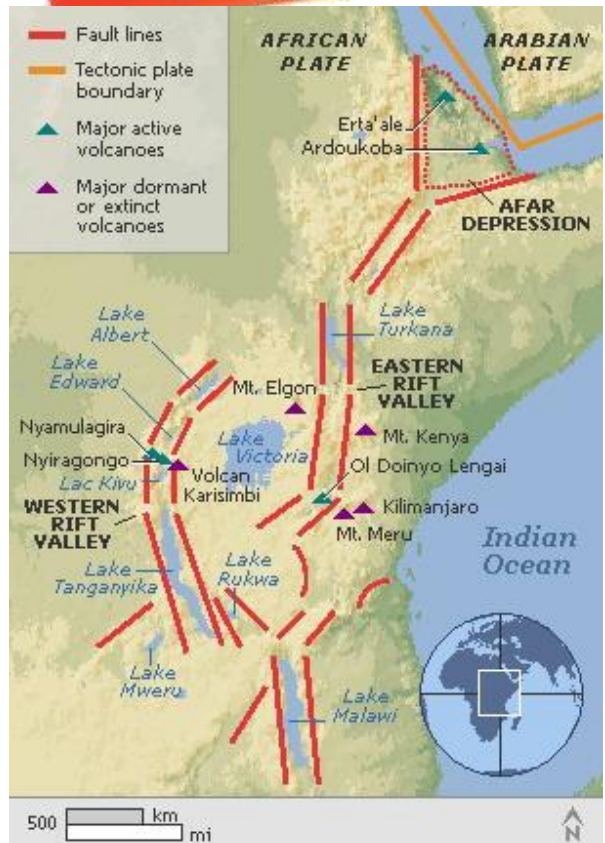 Fault lines
Tectonic plate
boundary
Major active
volcanoes
Major dormant
or extinct
volcanoes
AFRICAN
PLATE
ARABIAN
PLATE
Erta'ale
Ardoukoba
AFAR
DEPRESSION
Lake
Albert
Lake
Turkana
Lake
Edward
Mt. Elgon
EASTERN
RIFT
VALLEY
Nyamulagira
Lake
Victoria
Mt. Kenya
Nyiragongo
Lac Kivu
Volcan
Karisimbi
Ol Doinyo Lengai
WESTERN
RIFT
VALLEY
Kilimanjaro
Mt. Meru
Indian
Ocean
Lake
Tanganyika
Lake
Rukwa
Lake
Mweru
Lake
Malawi
500 km
mi
N